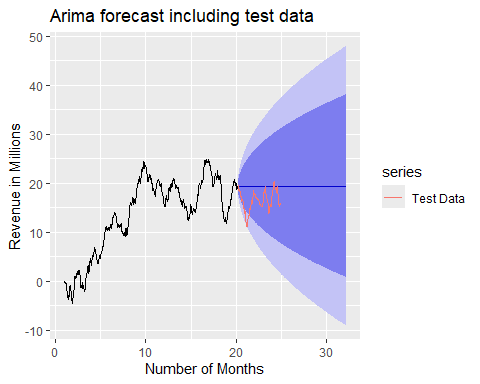 Arima forecast including test data
Revenue in Millions
50
40
30
20
10
0
-10
0 10 20 30
Number of Months
series
Test Data